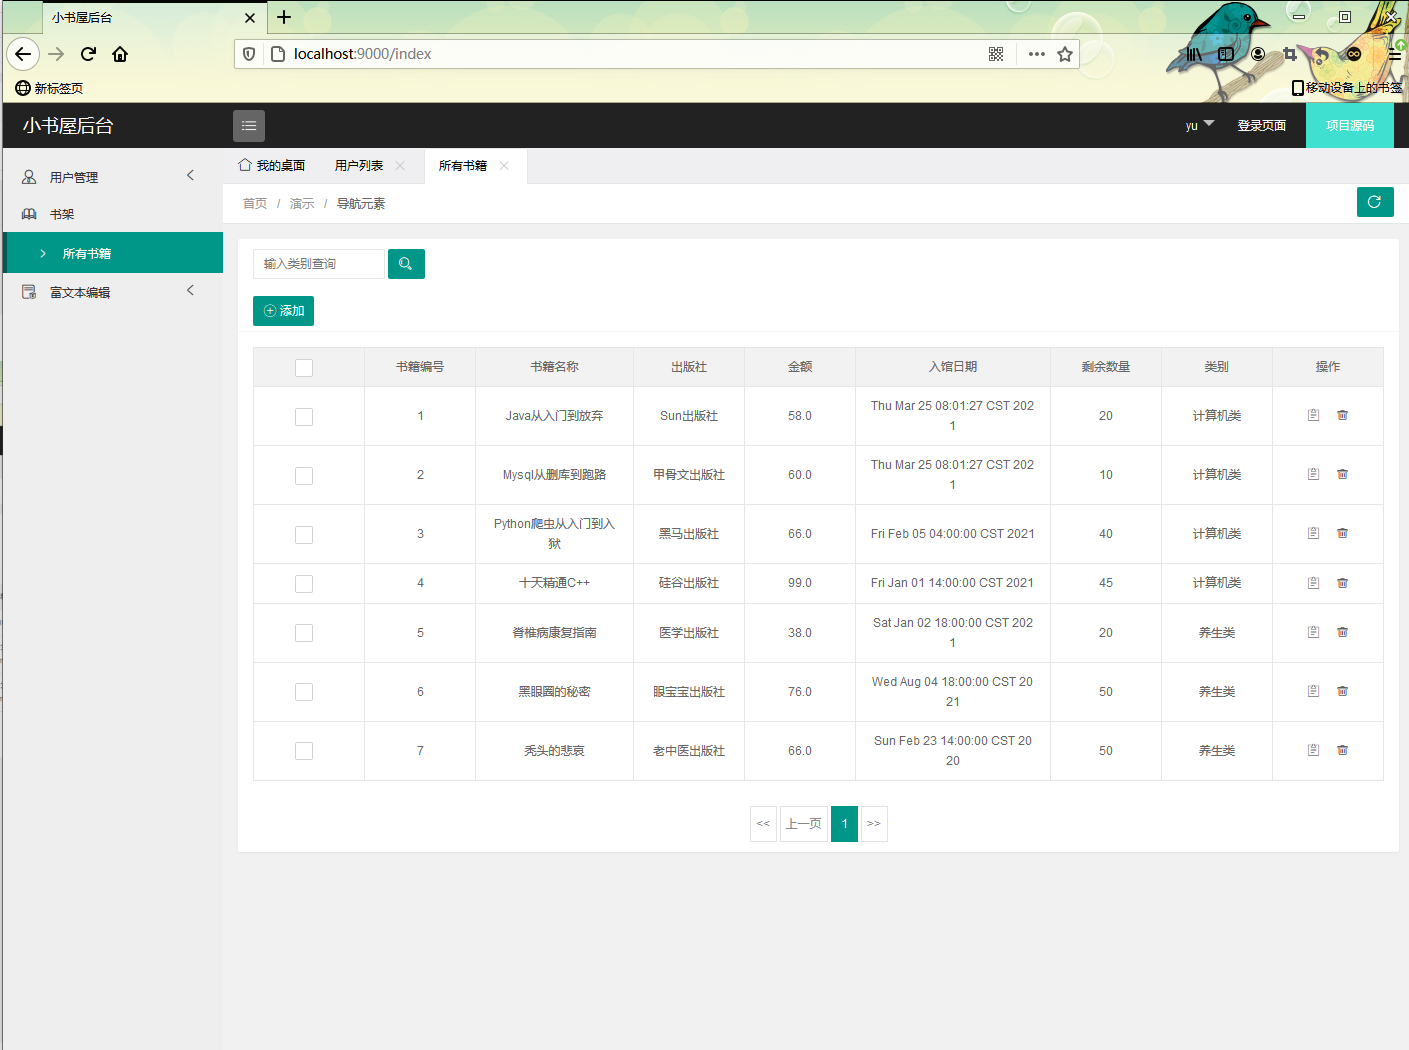 小书屋后台
localhost:9000/index
新标签页
移动设备上的书签
小书屋后台
yu
登录页面
项目源码
用户管理
书架
所有书籍
富文本编辑
我的桌面
用户列表
所有书籍
首页 / 演示 / 导航元素
输入类别查询
添加
书籍编号 书籍名称 出版社 金额 入馆日期 剩余数量 类别 操作
1 Java从入门到放弃 Sun出版社 58.0 Thu Mar 25 08:01:27 CST 202
1
20 计算机类
2 Mysql从删库到跑路 甲骨文出版社 60.0 Thu Mar 25 08:01:27 CST 202
1
10 计算机类
3 Python爬虫从入门到入
狱
黑马出版社 66.0 Fri Feb 05 04:00:00 CST 2021 40 计算机类
4 十天精通C++ 硅谷出版社 99.0 Fri Jan 01 14:00:00 CST 2021 45 计算机类
5 脊椎病康复指南 医学出版社 38.0 Sat Jan 02 18:00:00 CST 202
1
20 养生类
6 黑眼圈的秘密 眼宝宝出版社 76.0 Wed Aug 04 18:00:00 CST 20
21
50 养生类
7 秃头的悲哀 老中医出版社 66.0 Sun Feb 23 14:00:00 CST 20
20
50 养生类
<< 上一页 1 >>